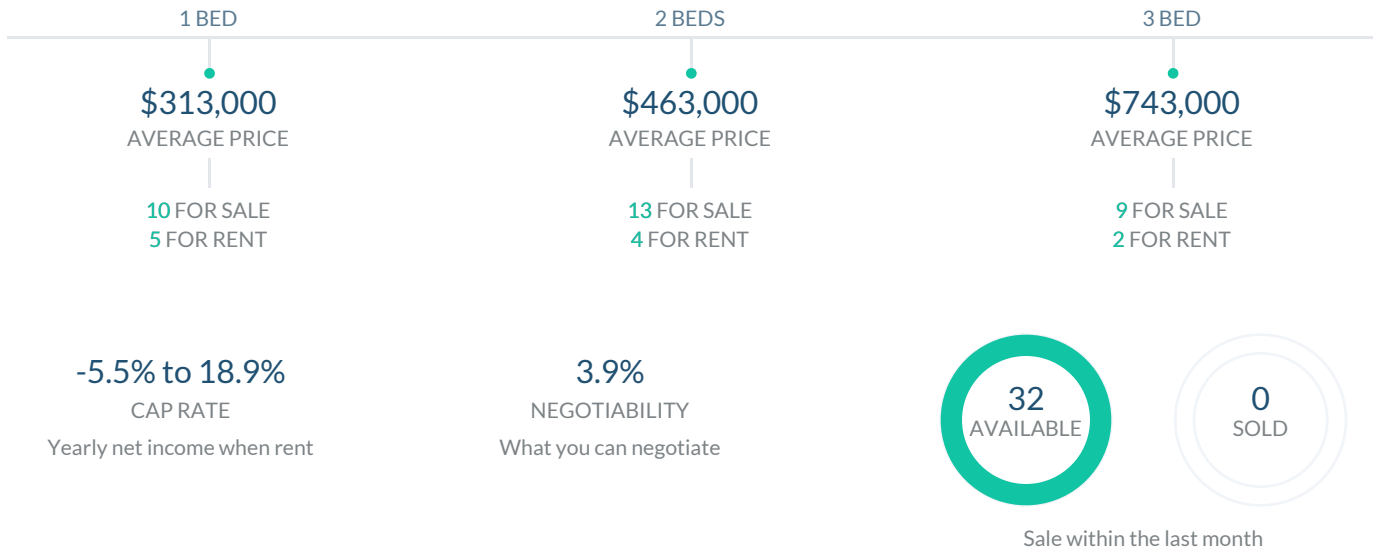 1 BED
$313,000
AVERAGE PRICE
10 FOR SALE
5 FOR RENT
2 BEDS
$463,000
AVERAGE PRICE
13 FOR SALE
4 FOR RENT
3 BED
$743,000
AVERAGE PRICE
9 FOR SALE
2 FOR RENT
-5.5% to 18.9%
CAP RATE
Yearly net income when rent
3.9%
NEGOTIABILITY
What you can negotiate
32
AVAILABLE
0
SOLD
Sale within the last month